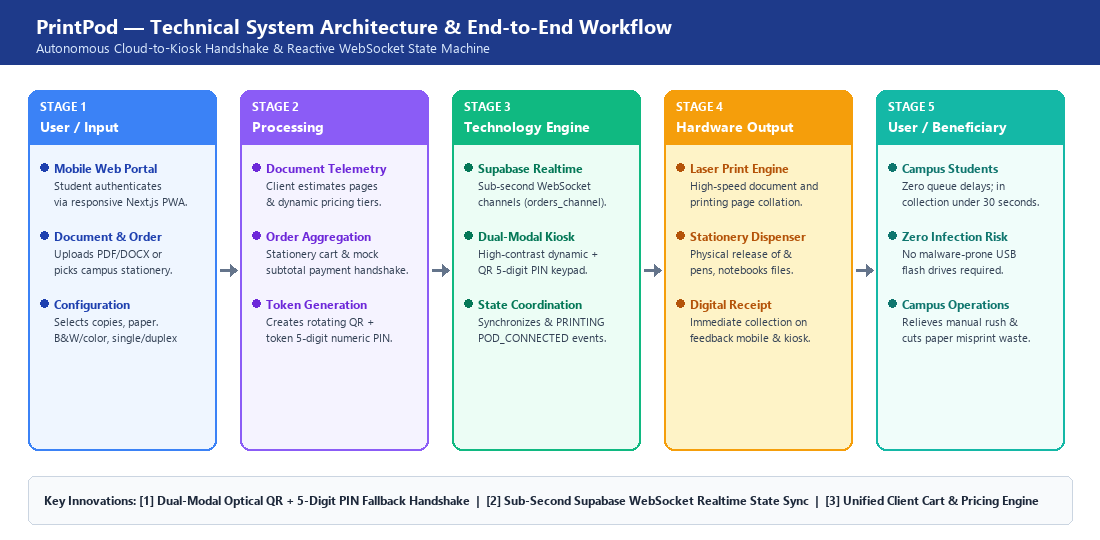 PrintPod — Technical System Architecture & End-to-End Workflow
Autonomous Cloud-to-Kiosk Handshake & Reactive WebSocket State Machine
STAGE 1
User / Input
Mobile Web Portal
Student authenticates
via responsive Next.js PWA.
Document & Order
Uploads PDF/DOCX or
picks campus stationery.
Configuration
Selects copies, paper.
B&W/color, single/duplex
STAGE 2
Processing
Document Telemetry
Client estimates pages
& dynamic pricing tiers.
Order Aggregation
Stationery cart & mock
subtotal payment handshake.
Token Generation
Creates rotating QR +
token 5-digit numeric PIN.
STAGE 3
Technology Engine
Supabase Realtime
Sub-second WebSocket
channels (orders_channel).
Dual-Modal Kiosk
High-contrast dynamic +
QR 5-digit PIN keypad.
State Coordination
Synchronizes & PRINTING
POD_CONNECTED events.
STAGE 4
Hardware Output
Laser Print Engine
High-speed document and
printing page collation.
Stationery Dispenser
Physical release of &
pens, notebooks files.
Digital Receipt
Immediate collection on
feedback mobile & kiosk.
STAGE 5
User / Beneficiary
Campus Students
Zero queue delays; in
collection under 30 seconds.
Zero Infection Risk
No malware-prone USB
flash drives required.
Campus Operations
Relieves manual rush &
cuts paper misprint waste.
Key Innovations: [1] Dual-Modal Optical QR + 5-Digit PIN Fallback Handshake | [2] Sub-Second Supabase WebSocket Realtime State Sync | [3] Unified Client Cart & Pricing Engine